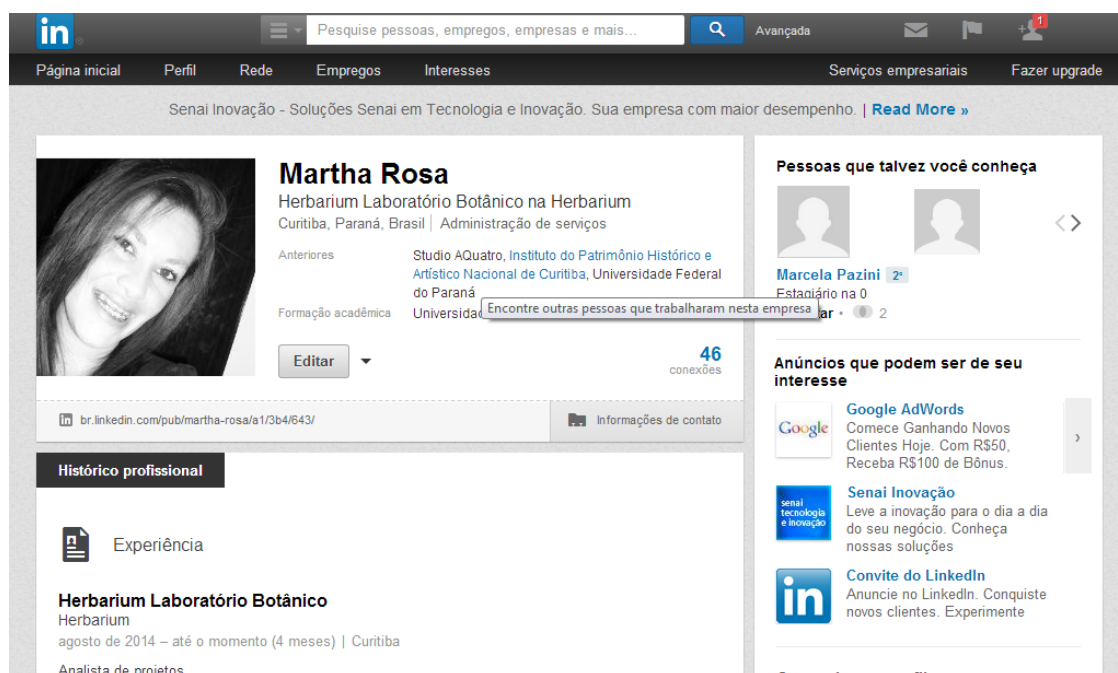 in
Pesquise pessoas, empregos, empresas e mais...
Avançada
1
Página inicial Perfil Rede Empregos Interesses Serviços empresariais Fazer upgrade
Senai Inovação - Soluções Senai em Tecnologia e Inovação. Sua empresa com maior desempenho. | Read More »
Martha Rosa
Herbarium Laboratório Botânico na Herbarium
Curitiba, Paraná, Brasil | Administração de serviços
Anteriores Studio AQuatro, Instituto do Patrimônio Histórico e
Artístico Nacional de Curitiba, Universidade Federal
do Paraná
Encontre outras pessoas que trabalharam nesta empresa
Formação acadêmica
Editar
46
conexões
br.linkedin.com/pub/martha-rosa/a1/3b4/643/
Informações de contato
Histórico profissional
Experiência
Herbarium Laboratório Botânico
Herbarium
agosto de 2014 – até o momento (4 meses) | Curitiba
Analista de projetos
Pessoas que talvez você conheça
Marcela Pazini 2º
Estagiário na 0
2
Anúncios que podem ser de seu
interesse
Google
Google AdWords
Comece Ganhando Novos
Clientes Hoje. Com R$50,
Receba R$100 de Bônus.
senai
tecnologia
e inovação
Senai Inovação
Leve a inovação para o dia a dia
do seu negócio. Conheça
nossas soluções
in
Convite do LinkedIn
Anuncie no LinkedIn. Conquiste
novos clientes. Experimente